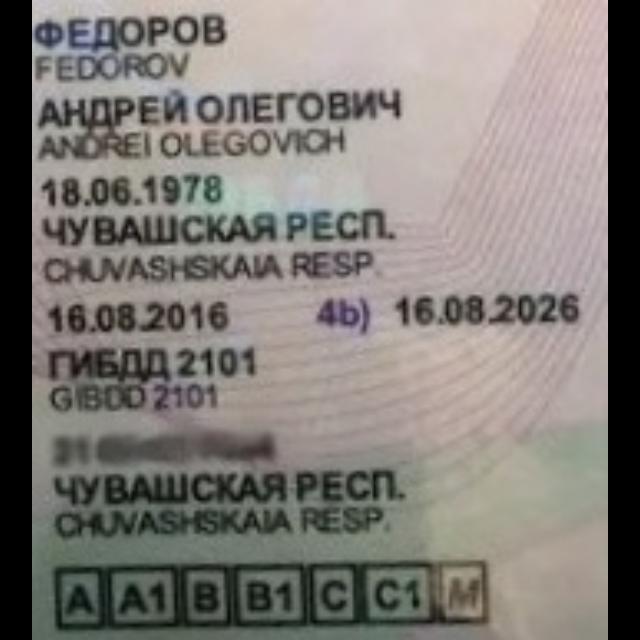 ФЕДОРОВ
FEDOROV
АНДРЕЙ ОЛЕГОВИЧ
ANDREI OLEGOVICH
18.06.1978
ЧУВАШСКАЯ РЕСП.
CHUVASHSKAIA RESP.
16.08.2016 4b) 16.08.2026
ГИБДД 2101
GIBDD 2101
ЧУВАШСКАЯ РЕСП.
CHUVASHSKAIA RESP.
A A1 B B1 C C1 M